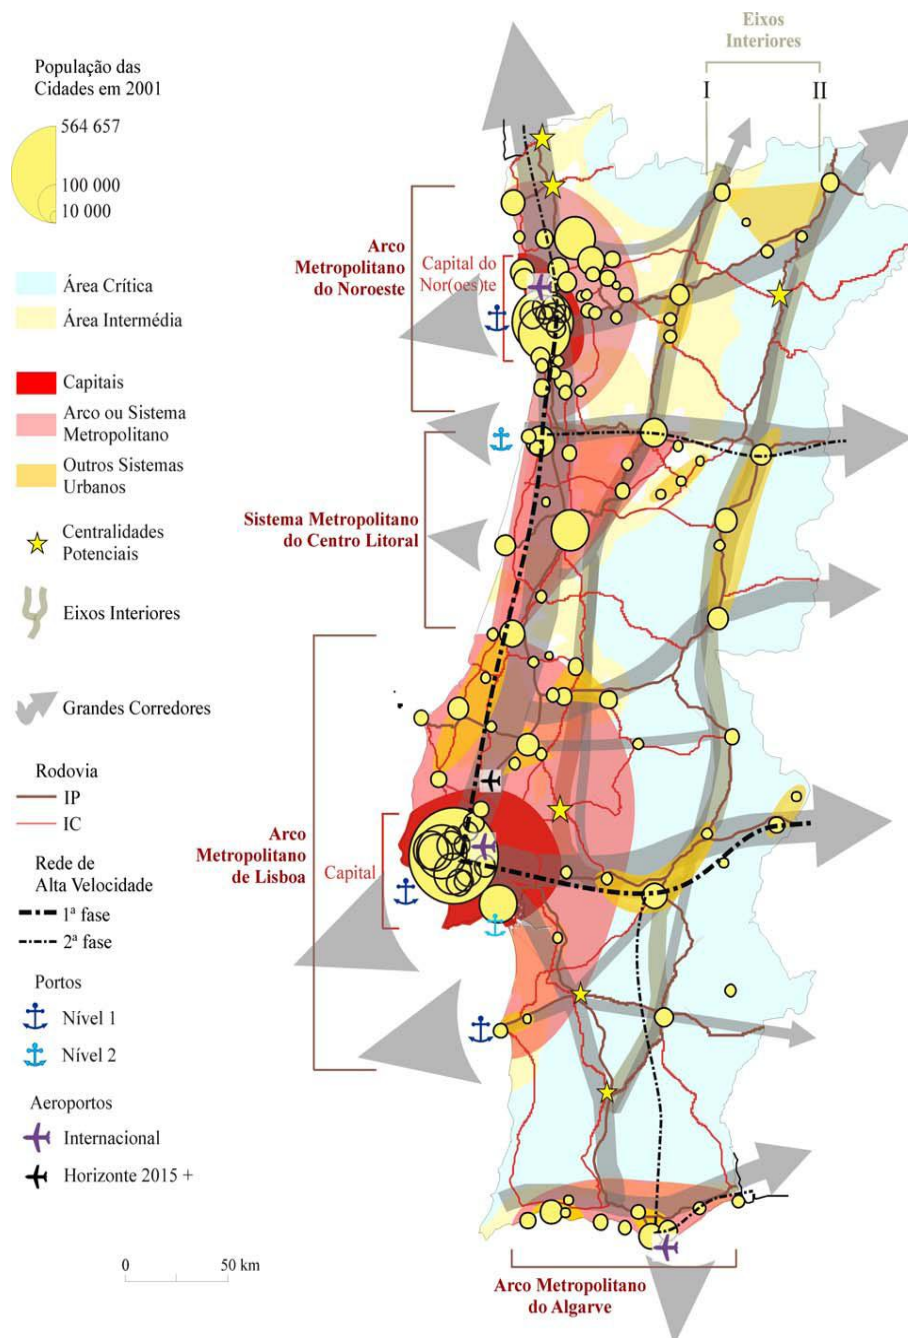 População das
Cidades em 2001
564 657
100 000
10 000
Área Crítica
Área Intermédia
Capitais
Arco ou Sistema
Metropolitano
Outros Sistemas
Urbanos
Centralidades
Potenciais
Eixos Interiores
Grandes Corredores
Rodovia
IP
IC
Rede de
Alta Velocidade
1ª fase
2ª fase
Portos
Nível 1
Nível 2
Aeroportos
Internacional
Horizonte 2015 +
0
50 km
Eixos
Interiores
I
II
Arco
Metropolitano
do Noroeste
Capital do
Nor(oes)te
Sistema Metropolitano
do Centro Litoral
Arco
Metropolitano
de Lisboa
Capital
Arco Metropolitano
do Algarve